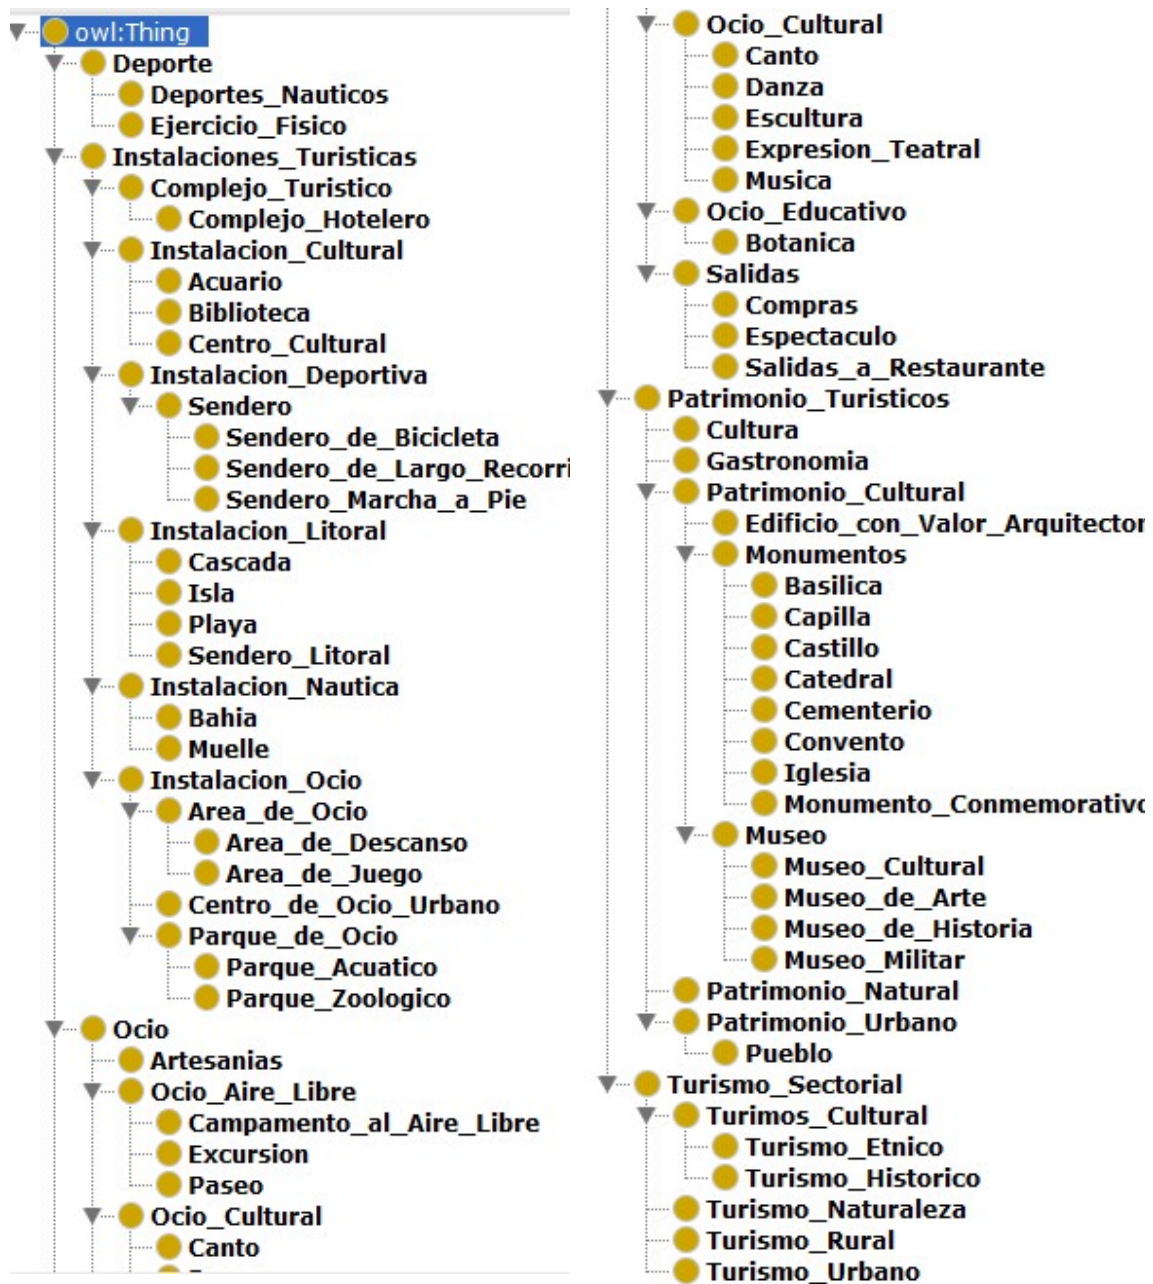 owl:Thing
Deporte
Deportes_Nauticos
Ejercicio_Fisico
Instalaciones_Turisticas
Complejo_Turistico
Complejo_Hotelero
Instalacion_Cultural
Acuario
Biblioteca
Centro_Cultural
Instalacion_Deportiva
Sendero
Sendero_de_Bicicleta
Sendero_de_Largo_Recorri
Sendero_Marcha_a_Pie
Instalacion_Litoral
Cascada
Isla
Playa
Sendero_Litoral
Instalacion_Nautica
Bahia
Muelle
Instalacion_Ocio
Area_de_Ocio
Area_de_Descanso
Area_de_Juego
Centro_de_Ocio_Urbano
Parque_de_Ocio
Parque_Acuatico
Parque_Zoologico
Ocio
Artesanias
Ocio_Aire_Libre
Campamento_al_Aire_Libre
Excursion
Paseo
Ocio_Cultural
Canto
Ocio_Cultural
Canto
Danza
Escultura
Expresion_Teatral
Musica
Ocio_Educativo
Botanica
Salidas
Compras
Espectaculo
Salidas_a_Restaurante
Patrimonio_Turisticos
Cultura
Gastronomia
Patrimonio_Cultural
Edificio_con_Valor_Arquitector
Monumentos
Basilica
Capilla
Castillo
Catedral
Cementerio
Convento
Iglesia
Monumento_Conmemorativo
Museo
Museo_Cultural
Museo_de_Arte
Museo_de_Historia
Museo_Militar
Patrimonio_Natural
Patrimonio_Urbano
Pueblo
Turismo_Sectorial
Turimos_Cultural
Turismo_Etnico
Turismo_Historico
Turismo_Naturaleza
Turismo_Rural
Turismo_Urbano